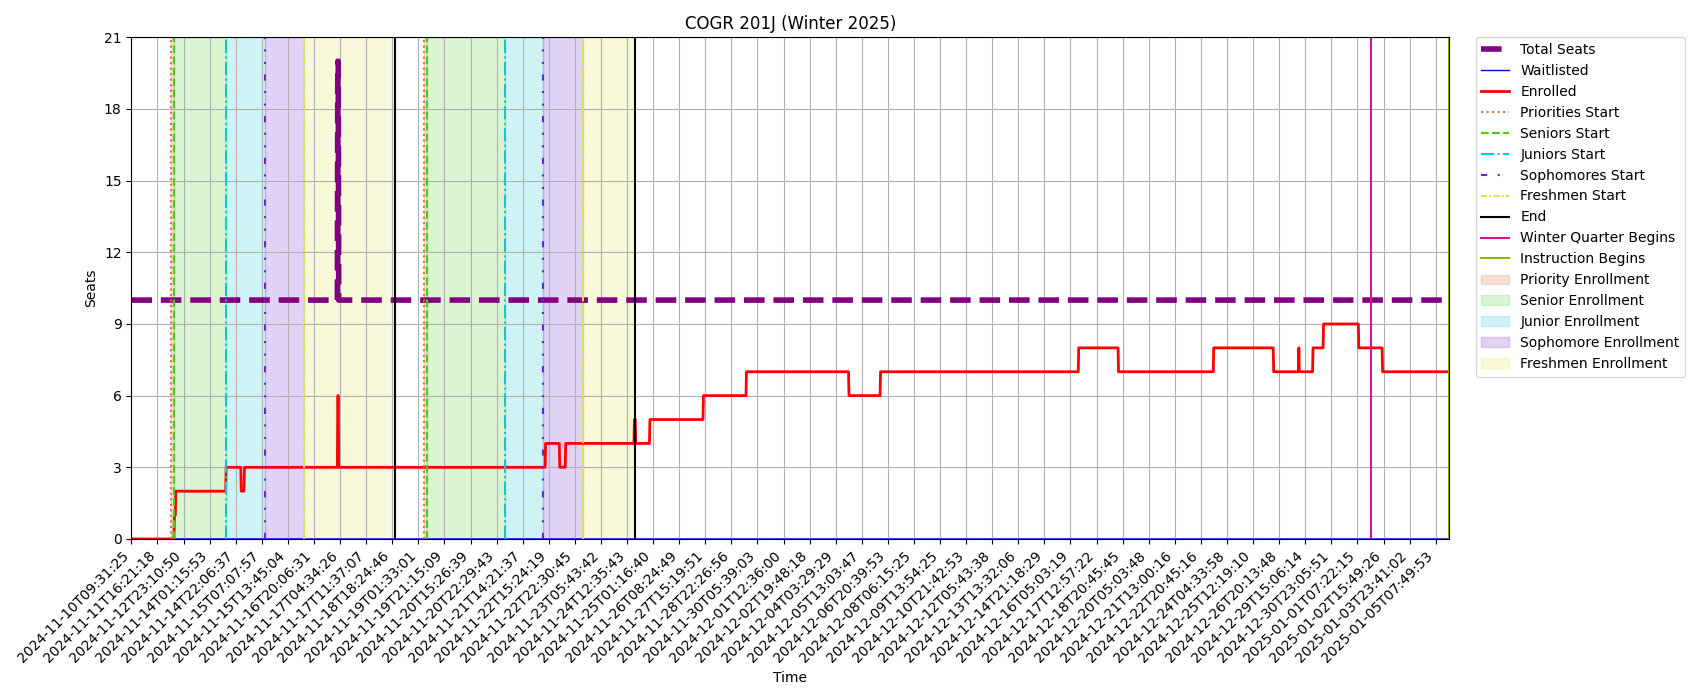 COGR 201J (Winter 2025)
21
18
15
12
9
6
3
0
Seats
Total Seats
Waitlisted
Enrolled
Priorities Start
Seniors Start
Juniors Start
Sophomores Start
Freshmen Start
End
Winter Quarter Begins
Instruction Begins
Priority Enrollment
Senior Enrollment
Junior Enrollment
Sophomore Enrollment
Freshmen Enrollment
2024-11-10T09:31:25
2024-11-11T16:21:18
2024-11-12T23:10:50
2024-11-14T01:15:53
2024-11-14T22:06:37
2024-11-15T07:07:57
2024-11-15T13:45:04
2024-11-16T20:06:31
2024-11-17T04:34:26
2024-11-17T11:37:07
2024-11-18T18:24:46
2024-11-19T01:33:01
2024-11-19T21:15:09
2024-11-20T15:26:39
2024-11-20T22:29:43
2024-11-21T14:21:37
2024-11-22T15:24:19
2024-11-22T22:30:45
2024-11-23T05:43:42
2024-11-24T12:35:43
2024-11-25T01:16:40
2024-11-26T08:24:49
2024-11-27T15:19:51
2024-11-28T22:26:56
2024-11-30T05:39:03
2024-12-01T12:36:00
2024-12-02T19:48:18
2024-12-04T03:29:29
2024-12-05T13:03:47
2024-12-06T20:39:53
2024-12-08T06:15:25
2024-12-09T13:54:25
2024-12-10T21:42:53
2024-12-12T05:43:38
2024-12-13T13:32:06
2024-12-14T21:18:29
2024-12-16T05:03:19
2024-12-17T12:57:22
2024-12-18T20:45:45
2024-12-20T05:03:48
2024-12-21T13:00:16
2024-12-22T20:45:16
2024-12-24T04:33:58
2024-12-25T12:19:10
2024-12-26T20:13:48
2024-12-29T15:06:14
2024-12-30T23:05:51
2025-01-01T07:22:15
2025-01-02T15:49:26
2025-01-03T23:41:02
2025-01-05T07:49:53
Time